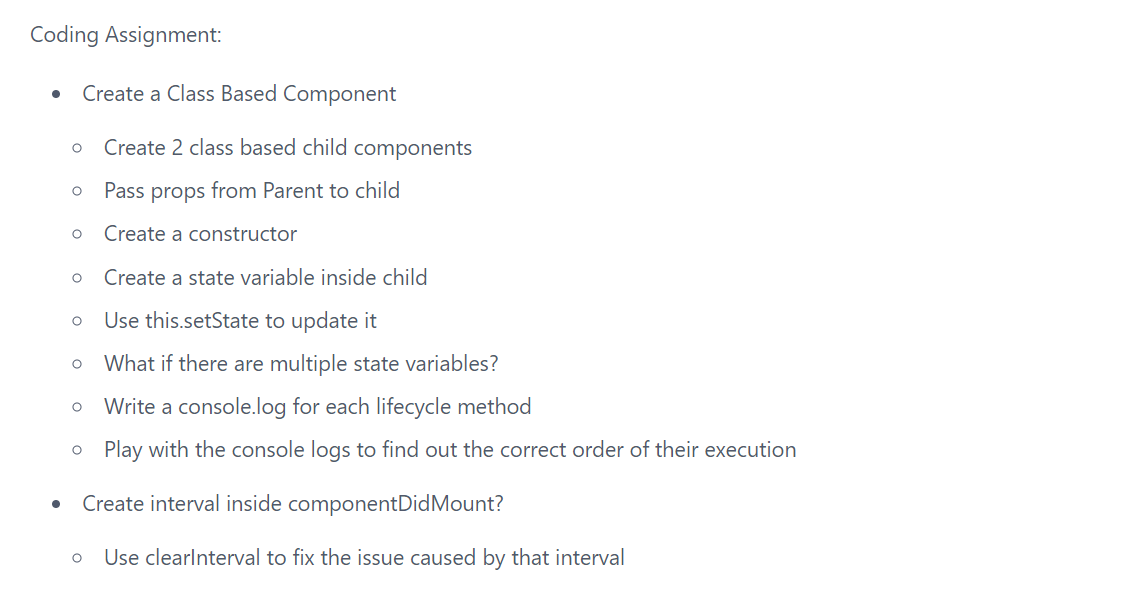 Coding Assignment:
Create a Class Based Component
Create 2 class based child components
Pass props from Parent to child
Create a constructor
Create a state variable inside child
Use this.setState to update it
What if there are multiple state variables?
Write a console.log for each lifecycle method
Play with the console logs to find out the correct order of their execution
Create interval inside componentDidMount?
Use clearInterval to fix the issue caused by that interval